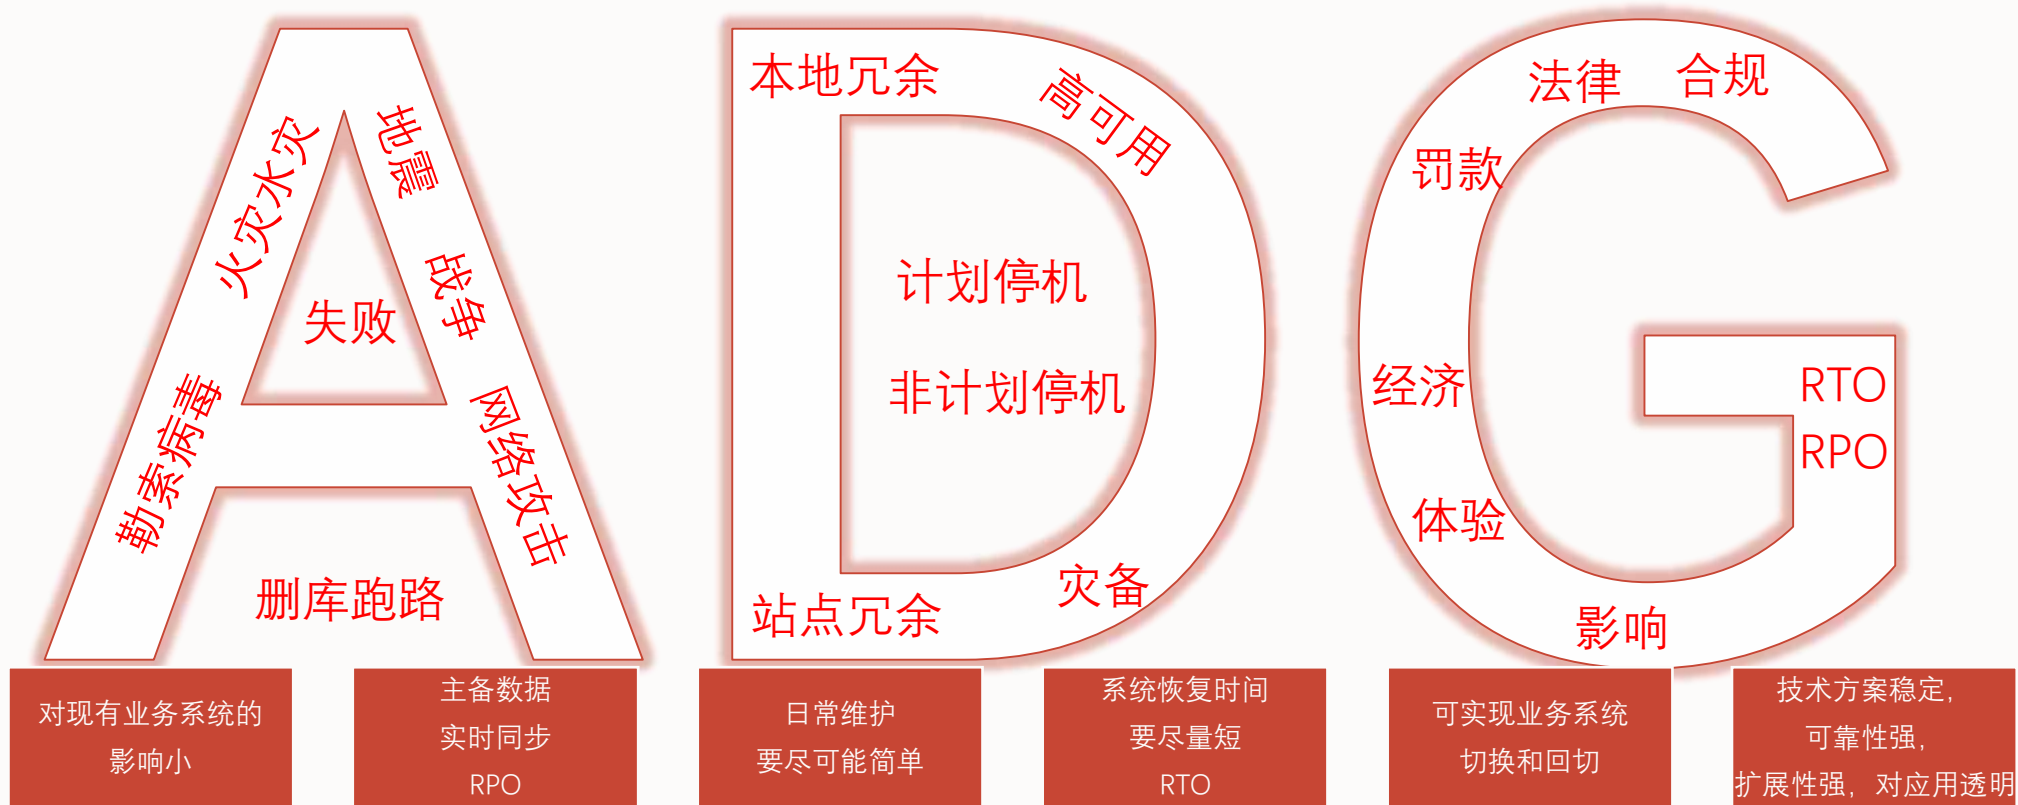 火灾水灾
地震
战争
失败
勒索病毒
网络攻击
删库跑路
本地冗余
高可用
计划停机
非计划停机
灾备
站点冗余
法律
合规
罚款
经济
体验
影响
RTO
RPO
对现有业务系统的
影响小
主备数据
实时同步
RPO
日常维护
要尽可能简单
系统恢复时间
要尽量短
RTO
可实现业务系统
切换和回切
技术方案稳定，
可靠性强，
扩展性强，对应用透明